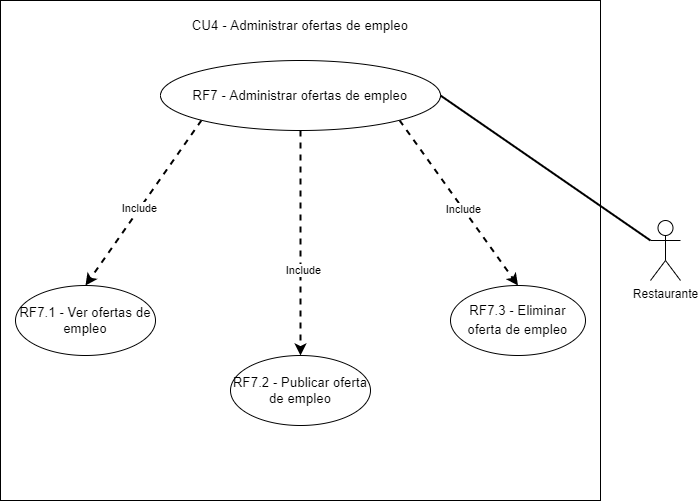 CU4 - Administrar ofertas de empleo
RF7 - Administrar ofertas de empleo
Include
Include
Include
RF7.1 - Ver ofertas de
empleo
RF7.3 - Eliminar
oferta de empleo
RF7.2 - Publicar oferta
de empleo
Restaurante